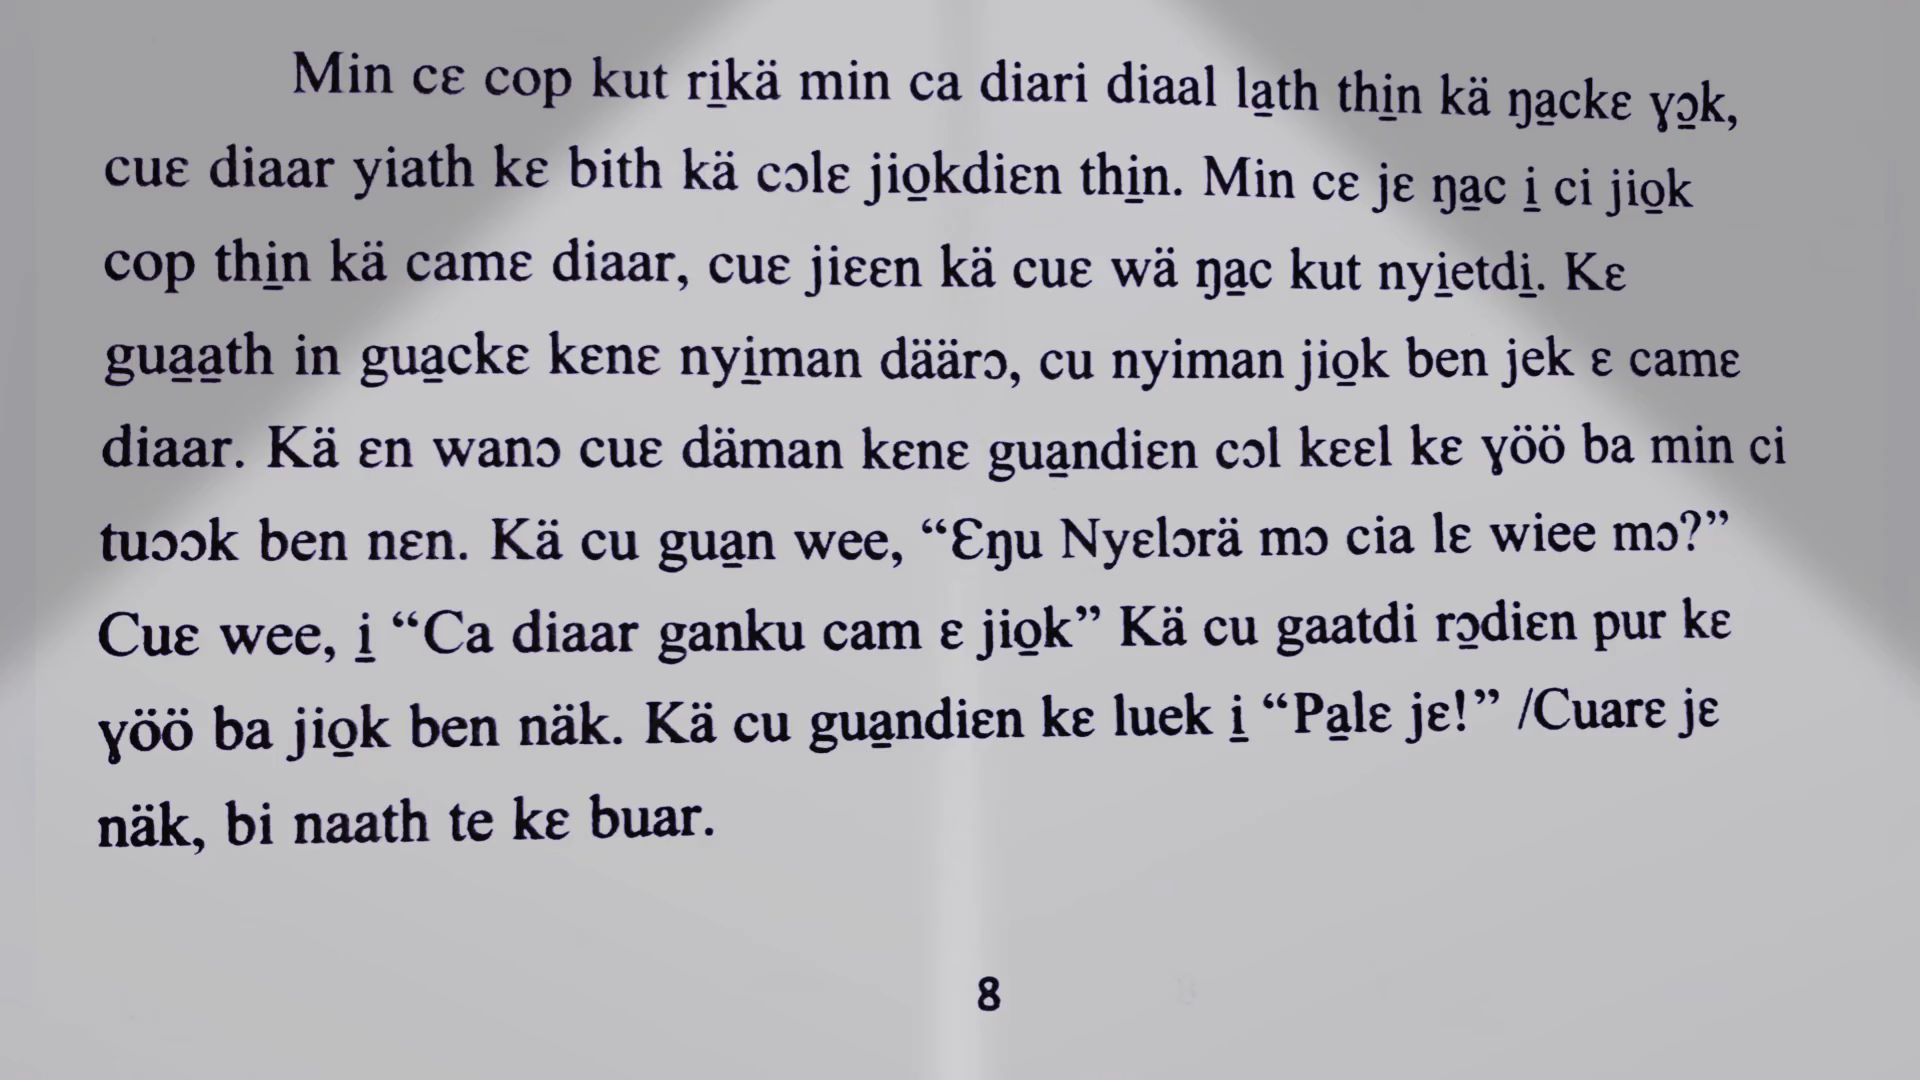 Min cɛ cop kut ri̱kä min ca diari diaal la̱th thi̱n kä ŋa̱ckɛ ɣɔ̱k,
cuɛ diaar yiath kɛ bith kä cɔlɛ jio̱kdiɛn thi̱n. Min cɛ jɛ ŋa̱c i̱ ci jio̱k
cop thi̱n kä camɛ diaar, cuɛ jiɛɛn kä cuɛ wä ŋa̱c kut nyi̱etdi̱. Kɛ
gua̱a̱th in gua̱ckɛ kɛnɛ nyi̱man däärɔ, cu nyiman jio̱k ben jek ɛ camɛ
diaar. Kä ɛn wanɔ cuɛ däman kɛnɛ gua̱ndiɛn cɔl kɛɛl kɛ ɣöö ba min ci
tuɔɔk ben nɛn. Kä cu gua̱n wee, “Ɛŋu Nyɛlɔrä mɔ cia lɛ wiee mɔ?”
Cuɛ wee, i̱ “Ca diaar ganku cam ɛ jio̱k” Kä cu gaatdi rɔ̱diɛn pur kɛ
ɣöö ba jio̱k ben näk. Kä cu gua̱ndiɛn kɛ luek i̱ “Pa̱lɛ jɛ!” /Cuarɛ jɛ
näk, bi naath te kɛ buar.
8